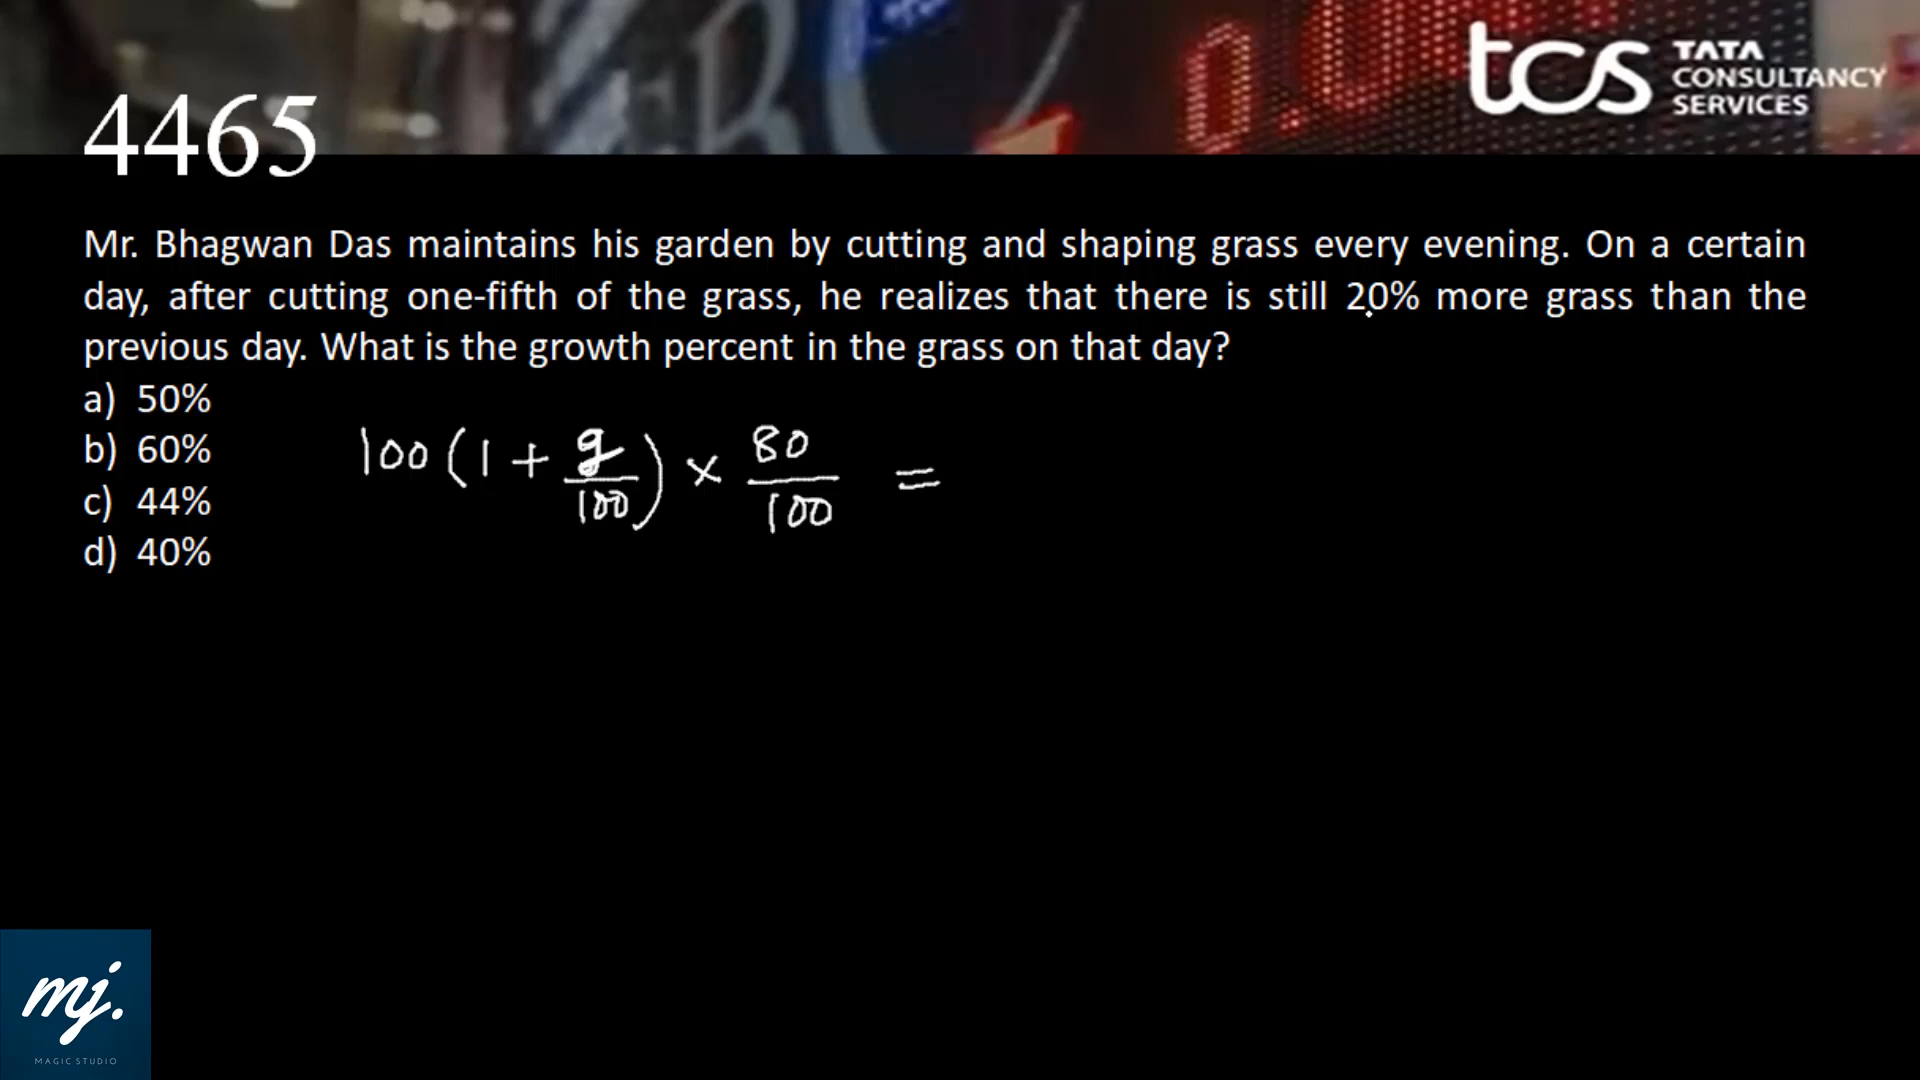 tcs TATA
CONSULTANCY
SERVICES
4465
Mr. Bhagwan Das maintains his garden by cutting and shaping grass every evening. On a certain
day, after cutting one-fifth of the grass, he realizes that there is still 20% more grass than the
previous day. What is the growth percent in the grass on that day?
a) 50%
b) 60%
c) 44%
d) 40%
100 (1 + g/100) × 80/100 =
mj.
MAGIC STUDIO